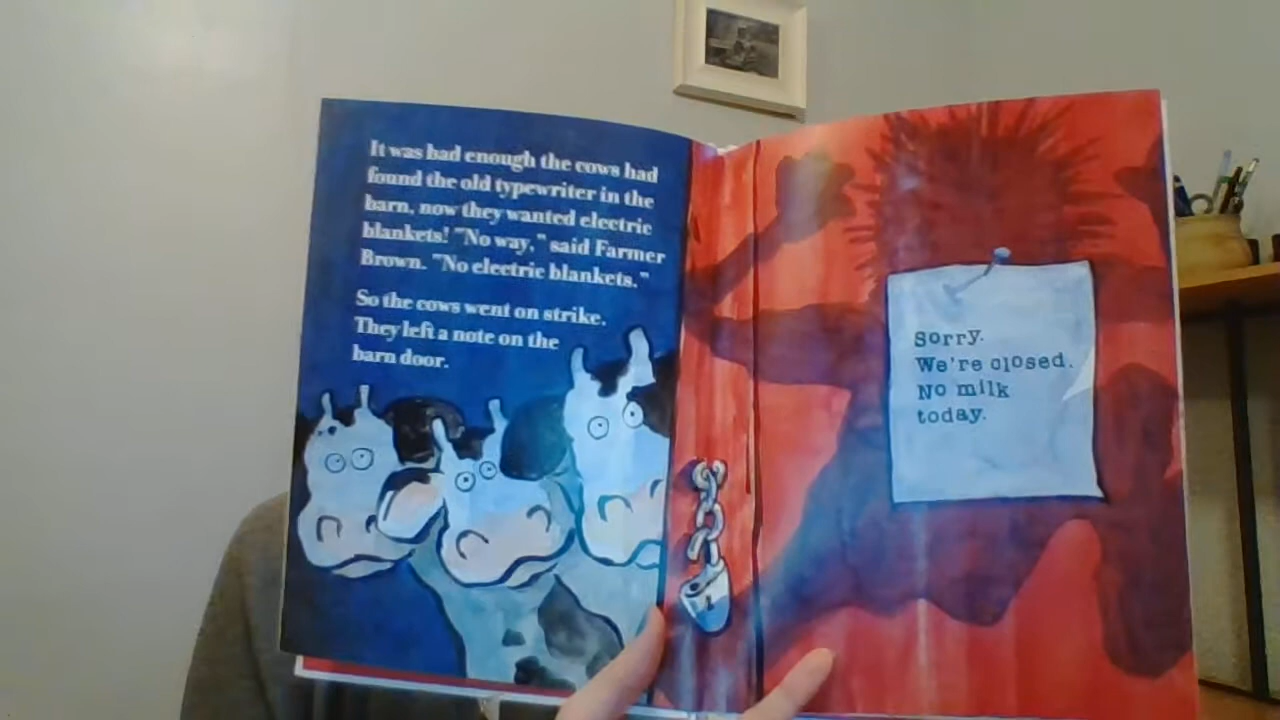 It was bad enough the cows had
found the old typewriter in the
barn, now they wanted electric
blankets! "No way," said Farmer
Brown. "No electric blankets."
So the cows went on strike.
They left a note on the
barn door.
Sorry.
We're closed.
No milk
today.